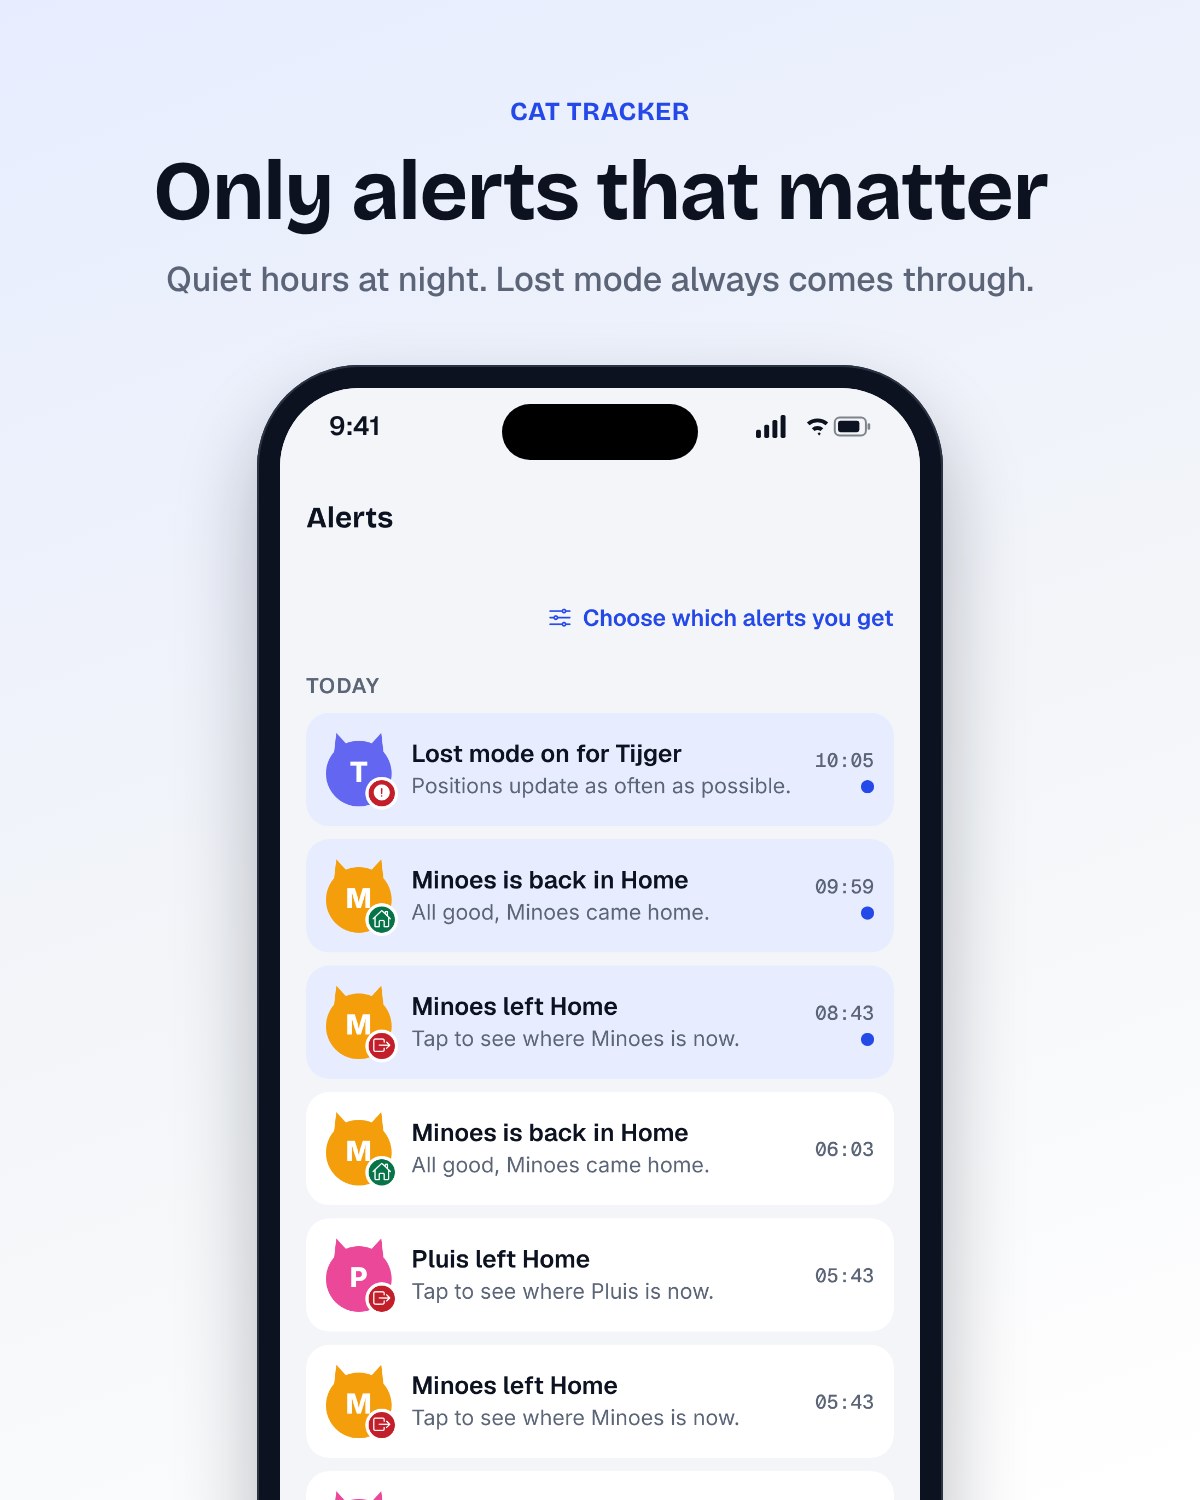 CAT TRACKER
Only alerts that matter
Quiet hours at night. Lost mode always comes through.
9:41
Alerts
Choose which alerts you get
TODAY
T
!
Lost mode on for Tijger
10:05
Positions update as often as possible.
M
Minoes is back in Home
09:59
All good, Minoes came home.
M
Minoes left Home
08:43
Tap to see where Minoes is now.
M
Minoes is back in Home
06:03
All good, Minoes came home.
P
Pluis left Home
05:43
Tap to see where Pluis is now.
M
Minoes left Home
05:43
Tap to see where Minoes is now.